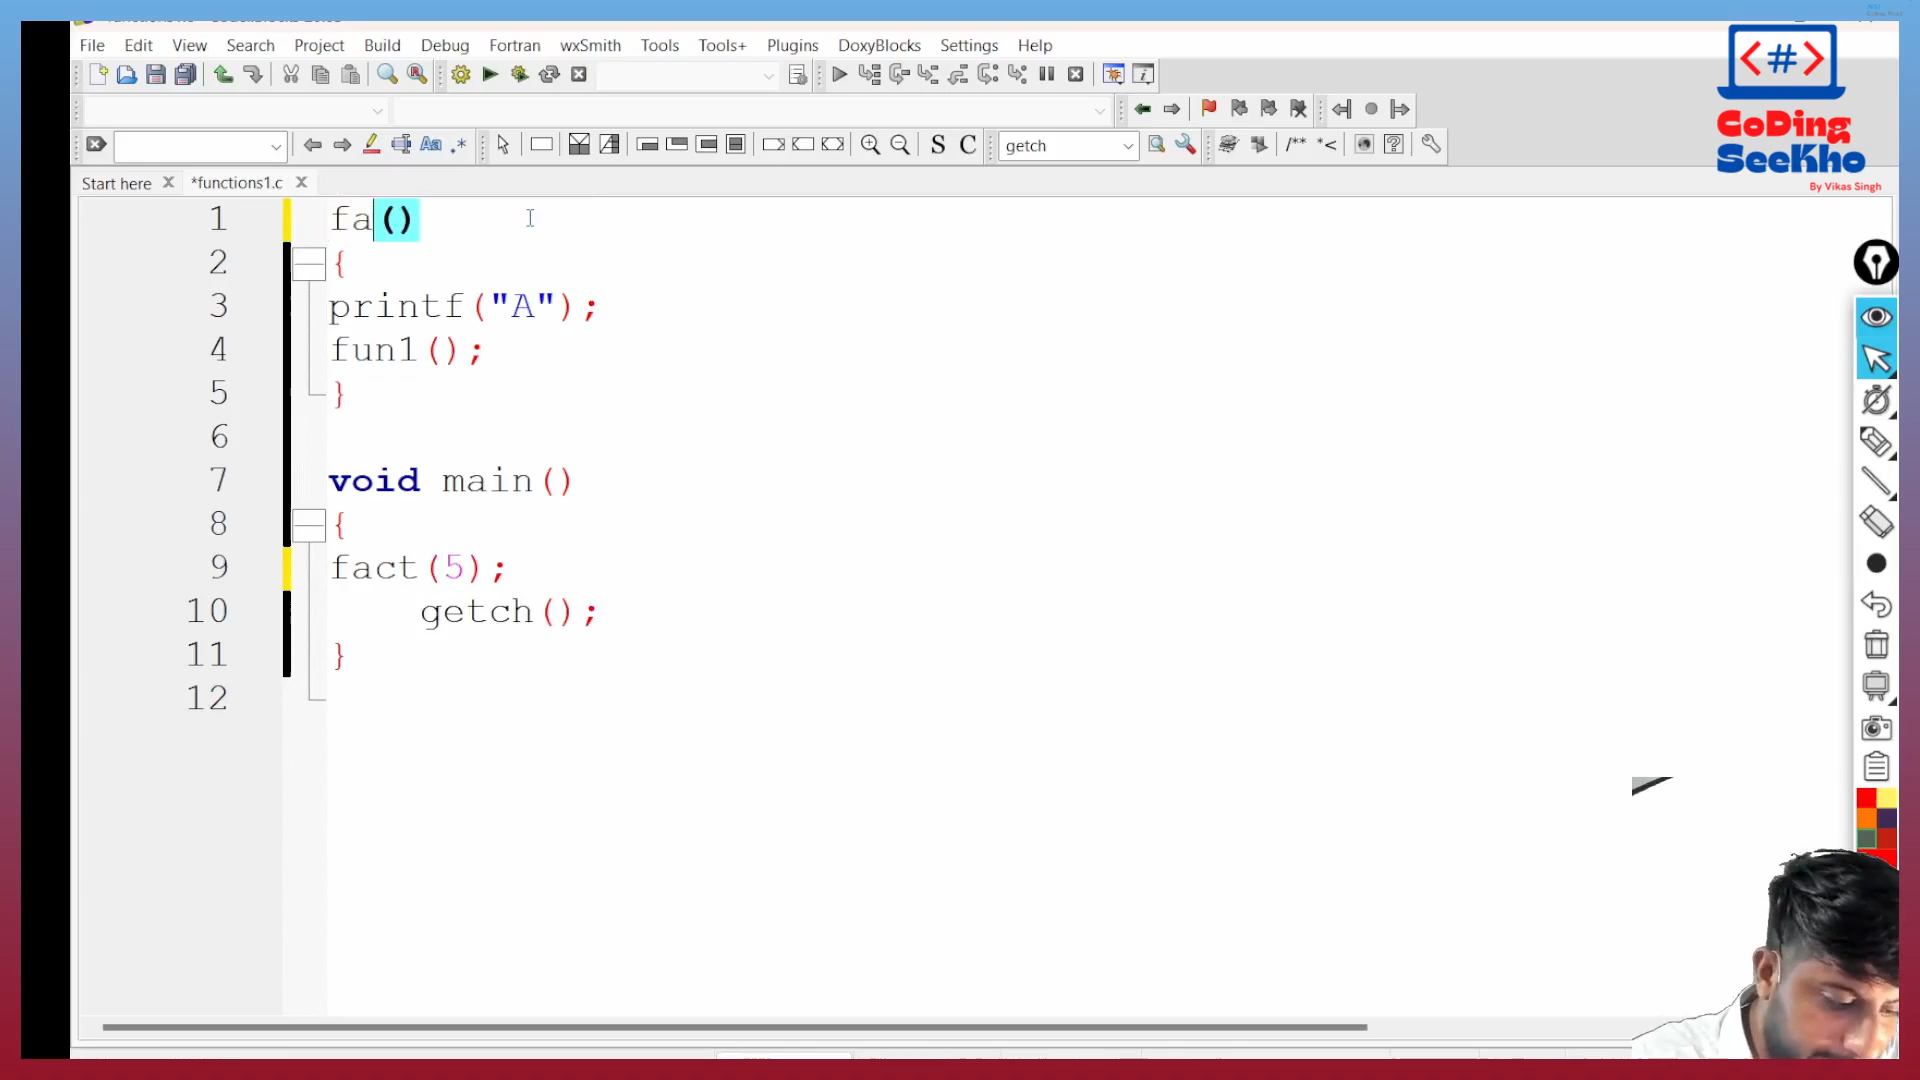 File Edit View Search Project Build Debug Fortran wxSmith Tools Tools+ Plugins DoxyBlocks Settings Help
<#>
CoDing
SeeKho
By Vikas Singh
S C getch /** *<
Start here *functions1.c
1 fa()
2 {
3 printf("A");
4 fun1();
5 }
6
7 void main()
8 {
9 fact(5);
10 getch();
11 }
12